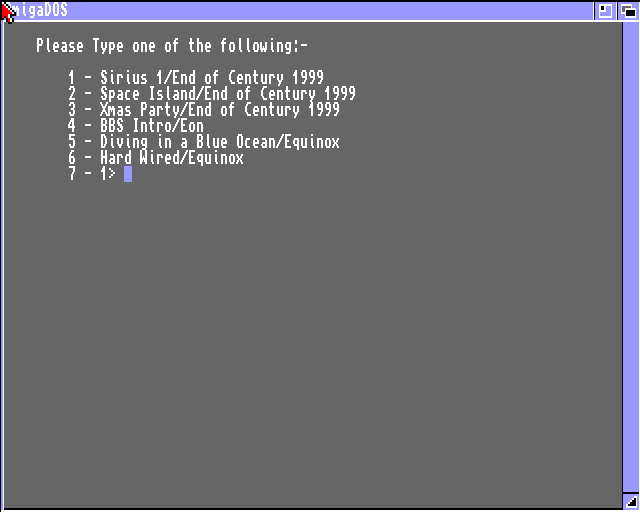 migaDOS
Please Type one of the following:-
1 - Sirius 1/End of Century 1999
2 - Space Island/End of Century 1999
3 - Xmas Party/End of Century 1999
4 - BBS Intro/Eon
5 - Diving in a Blue Ocean/Equinox
6 - Hard Wired/Equinox
7 - 1>